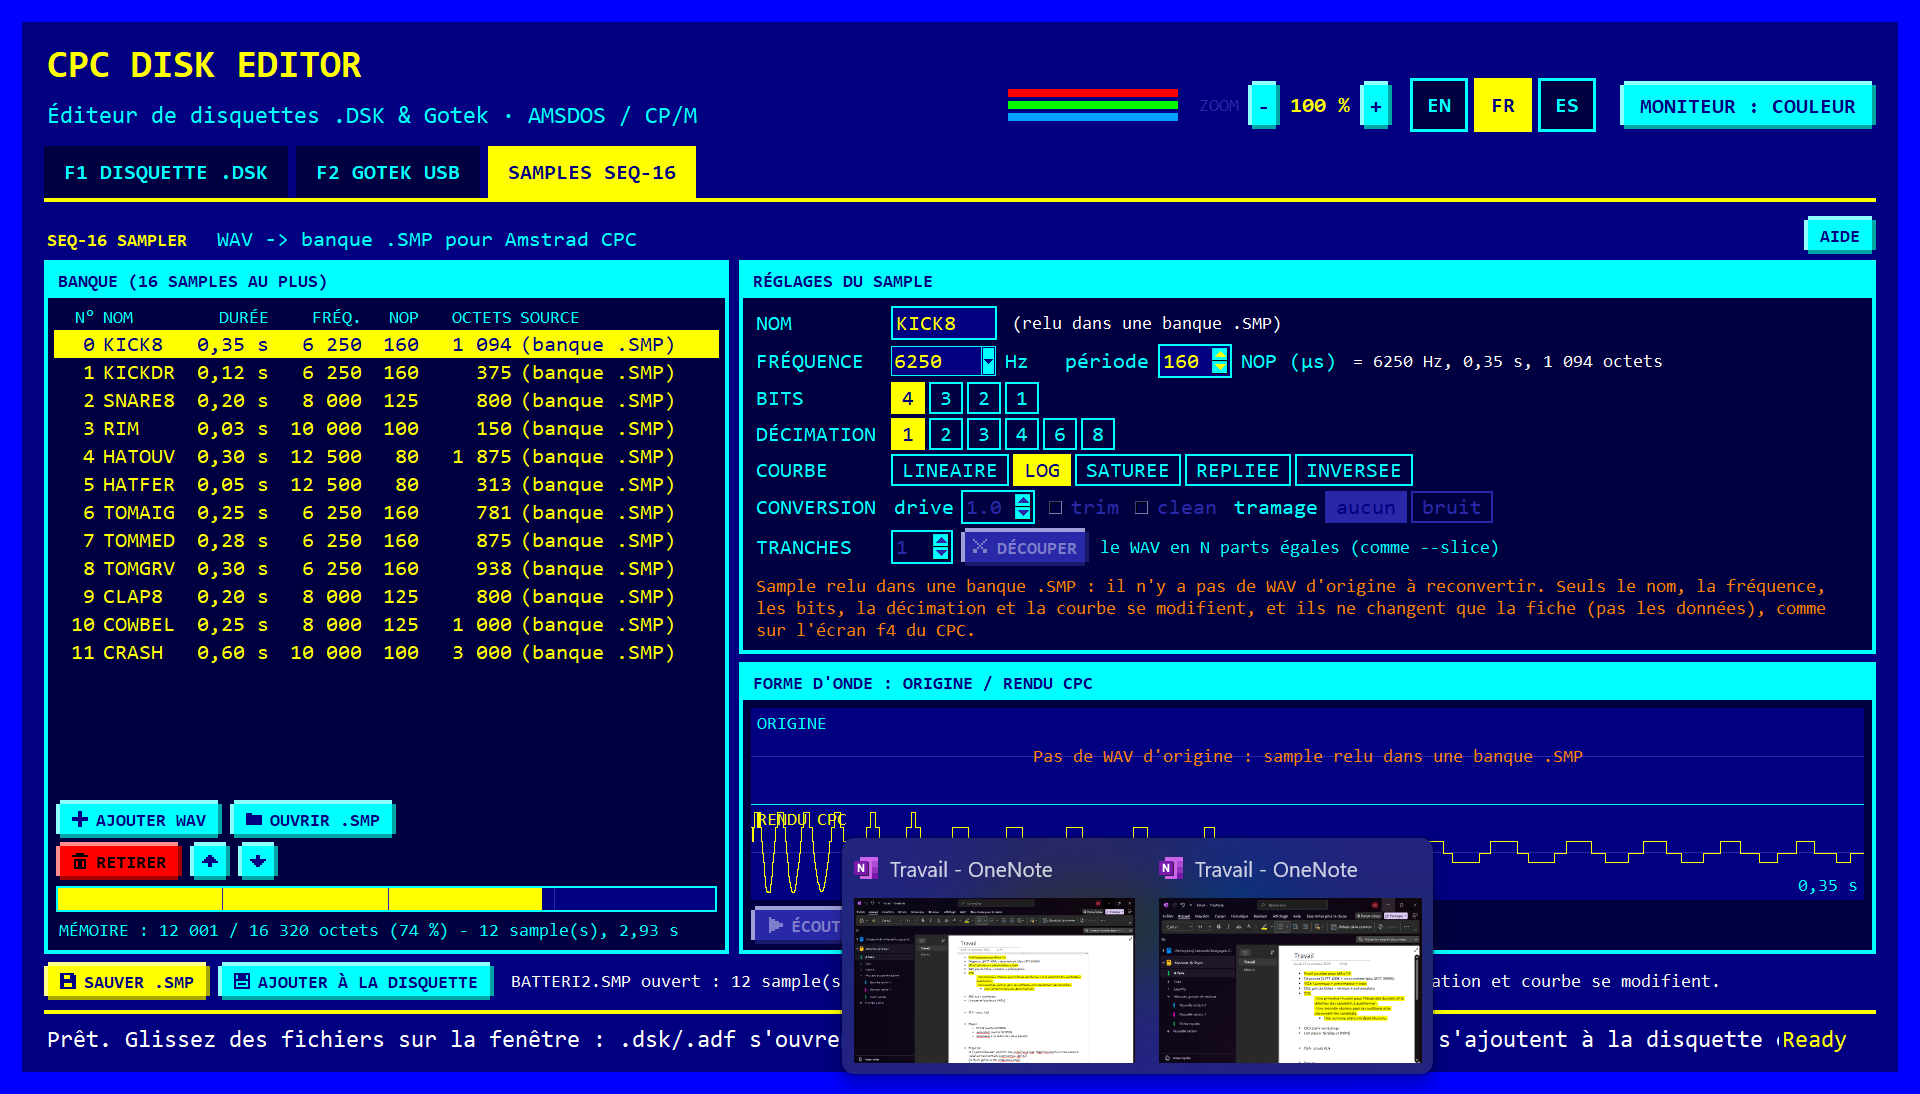 CPC DISK EDITOR
Éditeur de disquettes .DSK & Gotek · AMSDOS / CP/M
ZOOM - 100 % + EN FR ES MONITEUR : COULEUR
F1 DISQUETTE .DSK F2 GOTEK USB SAMPLES SEQ-16
SEQ-16 SAMPLER WAV -> banque .SMP pour Amstrad CPC AIDE
BANQUE (16 SAMPLES AU PLUS)
N° NOM DURÉE FRÉQ. NOP OCTETS SOURCE
0 KICK8 0,35 s 6 250 160 1 094 (banque .SMP)
1 KICKDR 0,12 s 6 250 160 375 (banque .SMP)
2 SNARE8 0,20 s 8 000 125 800 (banque .SMP)
3 RIM 0,03 s 10 000 100 150 (banque .SMP)
4 HATOUV 0,30 s 12 500 80 1 875 (banque .SMP)
5 HATFER 0,05 s 12 500 80 313 (banque .SMP)
6 TOMAIG 0,25 s 6 250 160 781 (banque .SMP)
7 TOMMED 0,28 s 6 250 160 875 (banque .SMP)
8 TOMGRV 0,30 s 6 250 160 938 (banque .SMP)
9 CLAP8 0,20 s 8 000 125 800 (banque .SMP)
10 COWBEL 0,25 s 8 000 125 1 000 (banque .SMP)
11 CRASH 0,60 s 10 000 100 3 000 (banque .SMP)
AJOUTER WAV OUVRIR .SMP
RETIRER
MÉMOIRE : 12 001 / 16 320 octets (74 %) - 12 sample(s), 2,93 s
RÉGLAGES DU SAMPLE
NOM KICK8 (relu dans une banque .SMP)
FRÉQUENCE 6250 Hz période 160 NOP (µs) = 6250 Hz, 0,35 s, 1 094 octets
BITS 4 3 2 1
DÉCIMATION 1 2 3 4 6 8
COURBE LINEAIRE LOG SATUREE REPLIEE INVERSEE
CONVERSION drive 1.0 trim clean tramage aucun bruit
TRANCHES 1 DÉCOUPER le WAV en N parts égales (comme --slice)
Sample relu dans une banque .SMP : il n'y a pas de WAV d'origine à reconvertir. Seuls le nom, la fréquence,
les bits, la décimation et la courbe se modifient, et ils ne changent que la fiche (pas les données), comme
sur l'écran f4 du CPC.
FORME D'ONDE : ORIGINE / RENDU CPC
ORIGINE
Pas de WAV d'origine : sample relu dans une banque .SMP
RENDU CPC
0,35 s
ÉCOUT
Travail - OneNote Travail - OneNote
Travail Travail
SAUVER .SMP AJOUTER À LA DISQUETTE BATTERI2.SMP ouvert : 12 sample(s ation et courbe se modifient.
Prêt. Glissez des fichiers sur la fenêtre : .dsk/.adf s'ouvre s'ajoutent à la disquette Ready